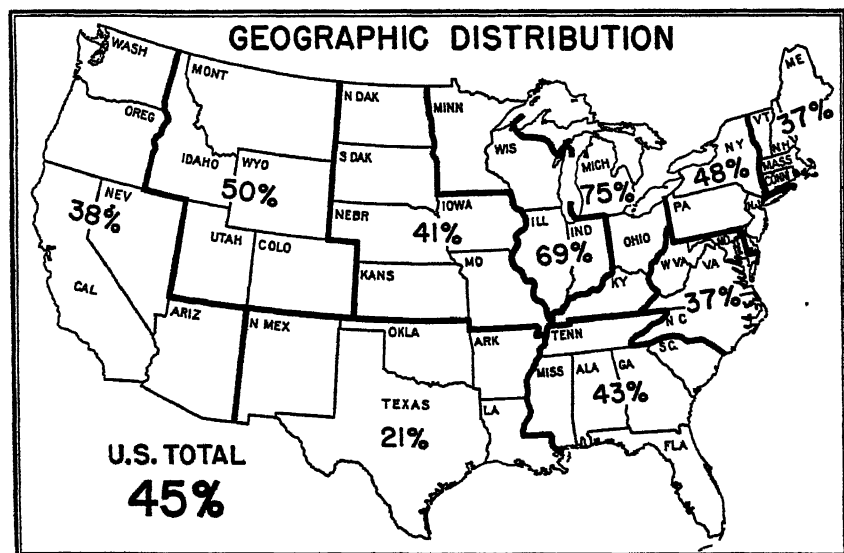 GEOGRAPHIC DISTRIBUTION
WASH
MONT
N DAK
MINN
ME
OREG
VT
37%
S DAK
WIS
MICH
NY
NH
IDAHO
WYO
MASS
50%
75%
48%
CONN
NEV
NEBR
IOWA
PA
NJ
38%
41%
ILL
IND
OHIO
MD
UTAH
COLO
69%
W VA
VA
CAL
KANS
MO
KY
37%
ARIZ
N MEX
OKLA
ARK
TENN
N C
S.C.
MISS
ALA
GA
43%
TEXAS
LA
21%
FLA
U.S. TOTAL
45%